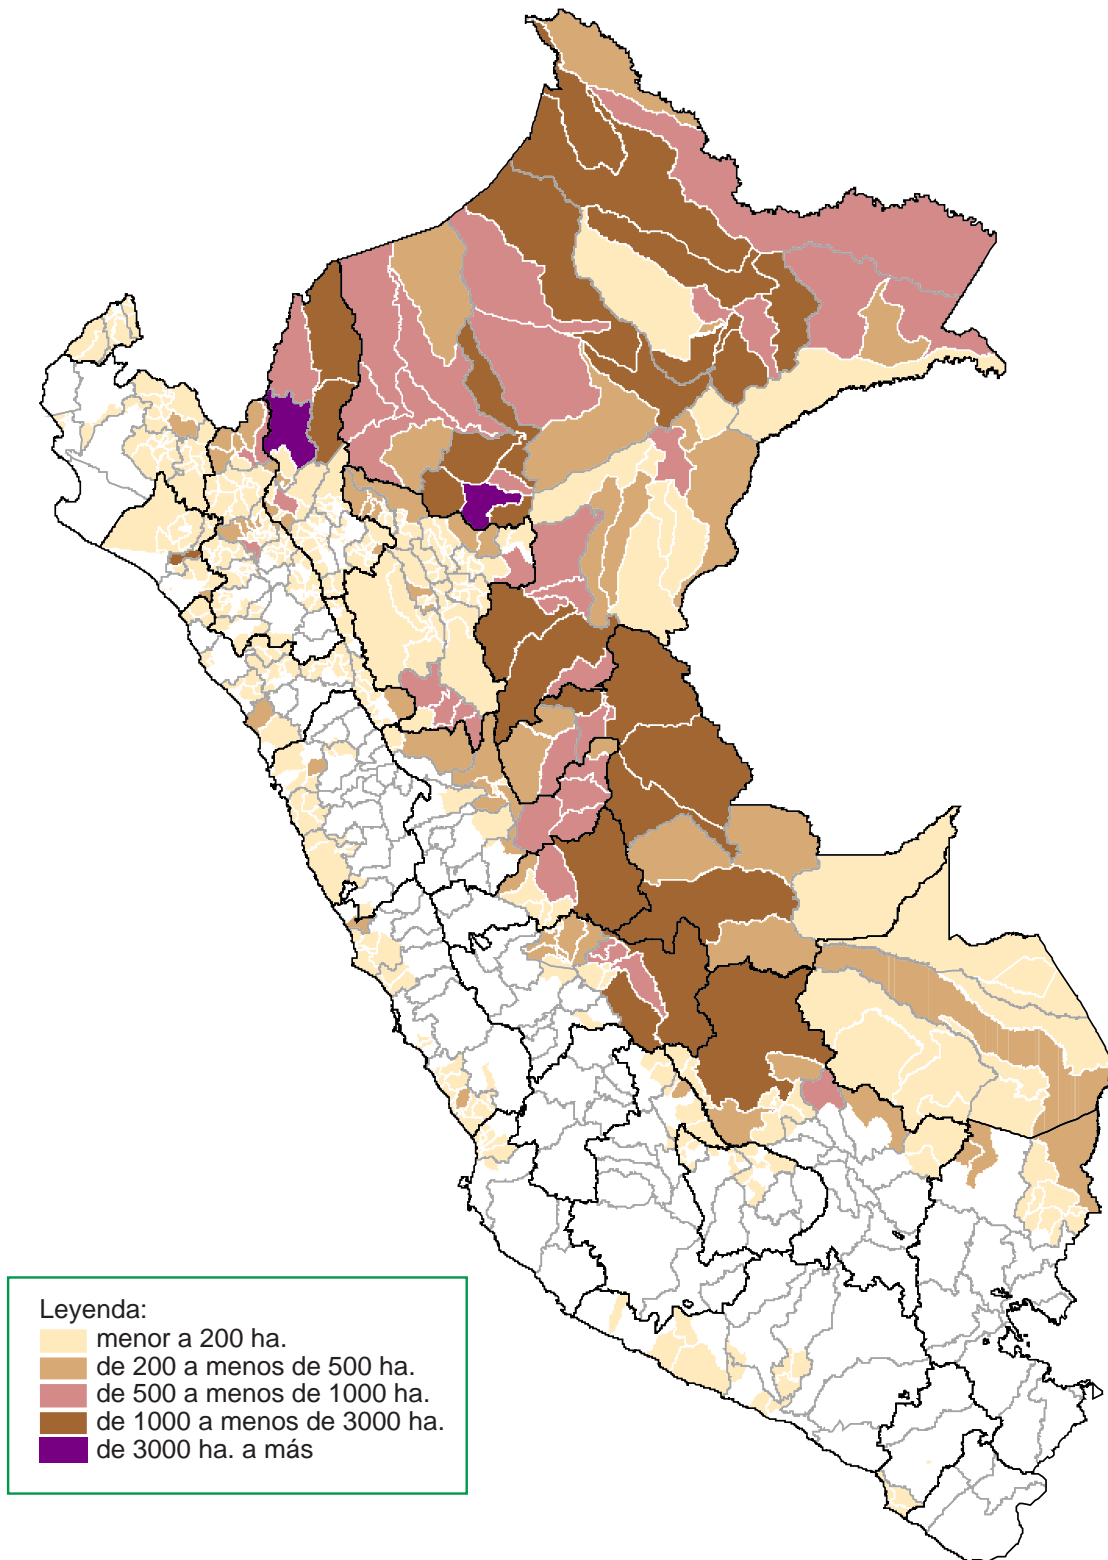 Leyenda:
menor a 200 ha.
de 200 a menos de 500 ha.
de 500 a menos de 1000 ha.
de 1000 a menos de 3000 ha.
de 3000 ha. a más